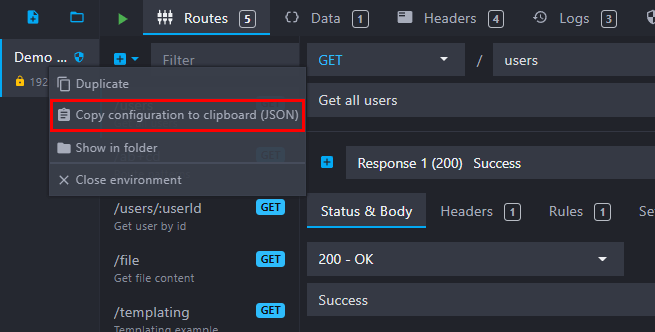 Routes 5
Data 1
Headers 4
Logs 3
Demo ...
192
Filter
Duplicate
Copy configuration to clipboard (JSON)
Show in folder
Close environment
/users/:userId GET
Get user by id
/file GET
Get file content
/templating GET
Templating example
GET / users
Get all users
Response 1 (200) Success
Status & Body
Headers 1
Rules 1
Se
200 - OK
Success